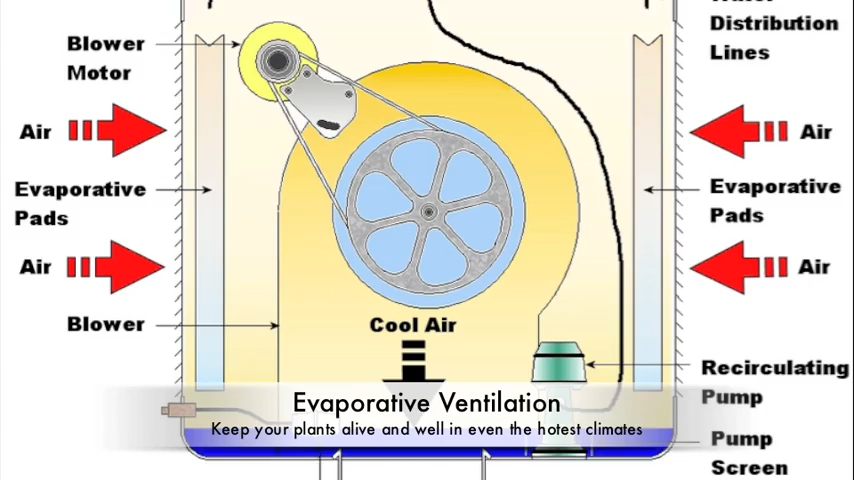 Distribution
Lines
Blower
Motor
Air
Air
Evaporative
Pads
Evaporative
Pads
Air
Air
Blower
Cool Air
Recirculating
Pump
Evaporative Ventilation
Keep your plants alive and well in even the hotest climates
Pump
Screen